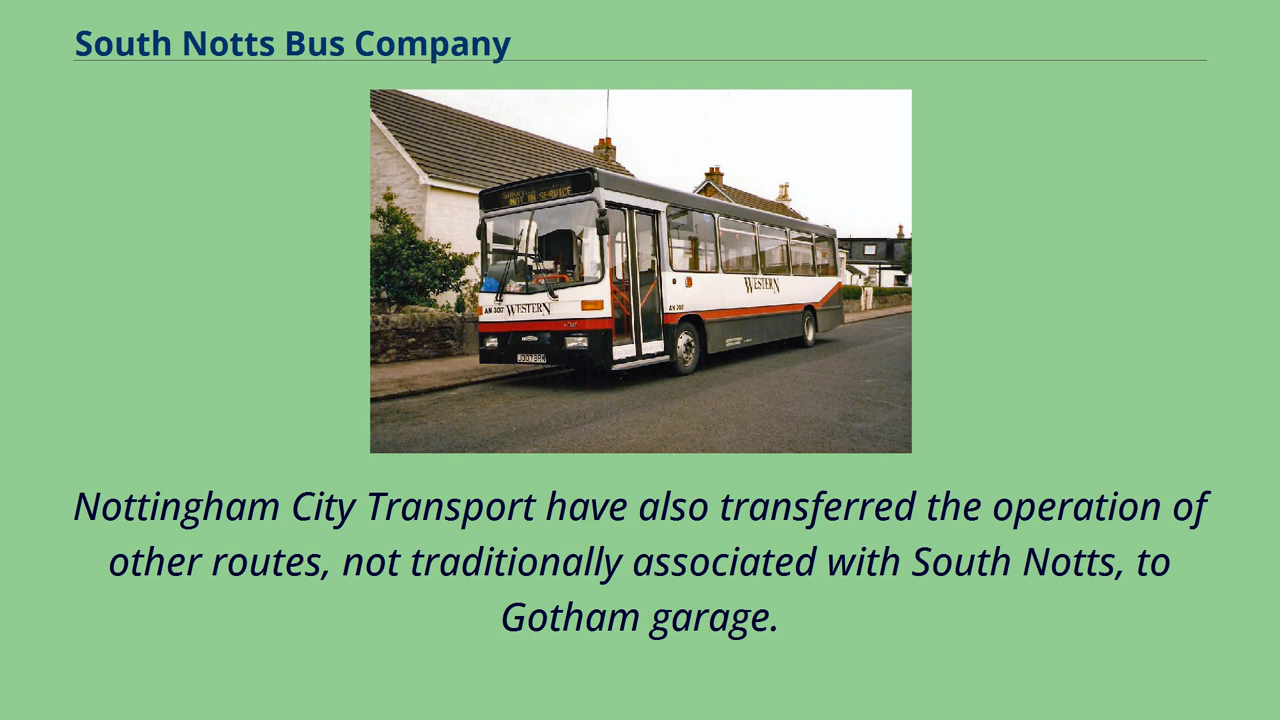 South Notts Bus Company
NOT IN SERVICE
WESTERN
AN 307 WESTERN
Nottingham City Transport have also transferred the operation of
other routes, not traditionally associated with South Notts, to
Gotham garage.